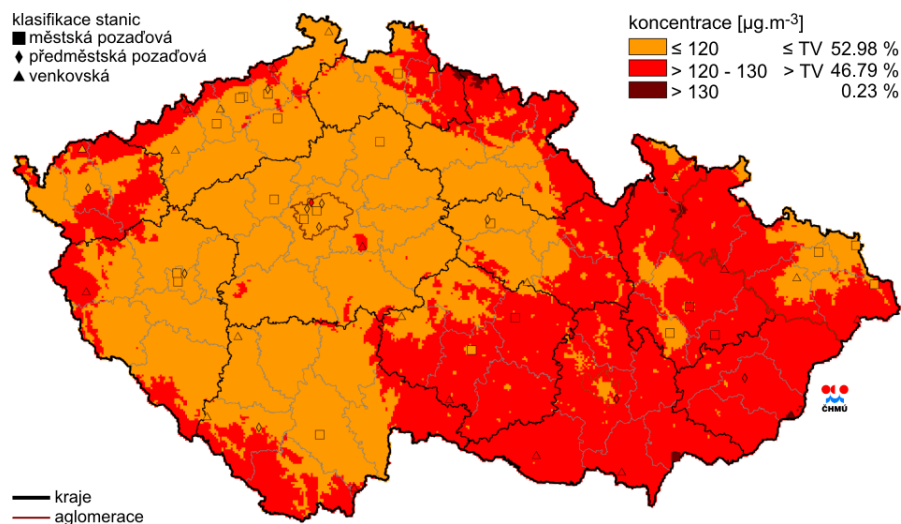 klasifikace stanic
městská pozaďová
předměstská pozaďová
venkovská
koncentrace [µg.m⁻³]
≤ 120 ≤ TV 52.98 %
> 120 - 130 > TV 46.79 %
> 130 0.23 %
ČHMÚ
kraje
aglomerace